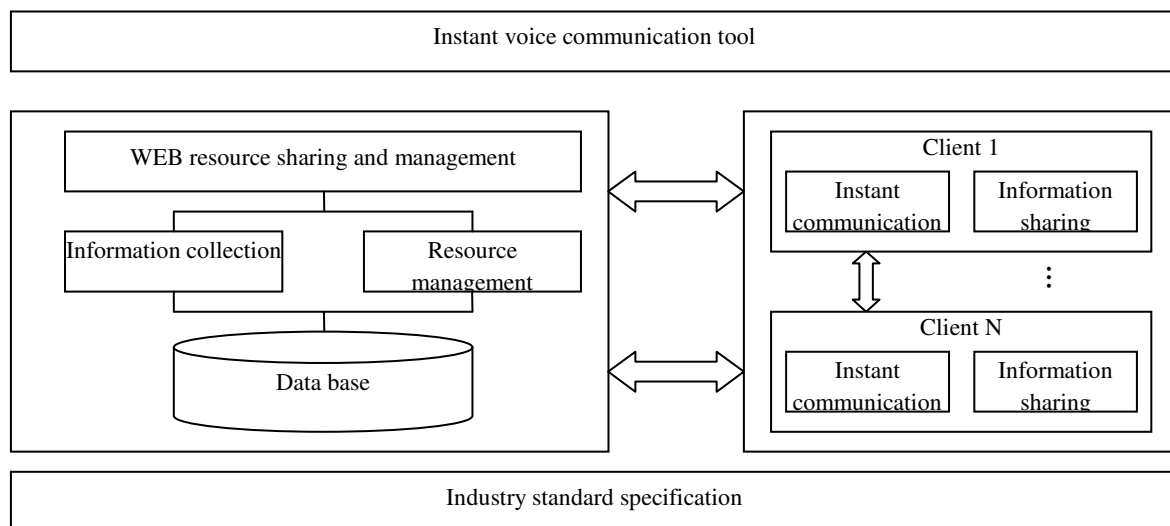 Instant voice communication tool
WEB resource sharing and management
Information collection
Resource
management
Data base
Client 1
Instant
communication
Information
sharing
⋮
Client N
Instant
communication
Information
sharing
Industry standard specification